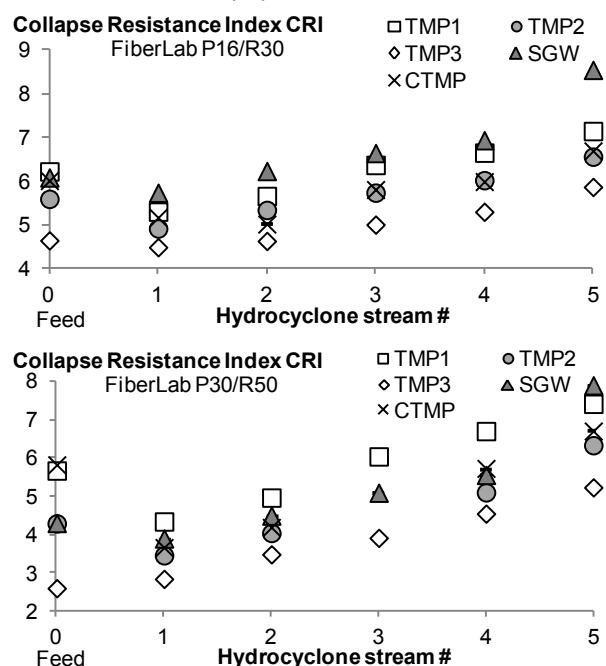 Collapse Resistance Index CRI
FiberLab P16/R30
TMP1 TMP2
TMP3 SGW
CTMP
9
8
7
6
5
4
0 1 2 3 4 5
Feed Hydrocyclone stream #
Collapse Resistance Index CRI
FiberLab P30/R50
TMP1 TMP2
TMP3 SGW
CTMP
8
7
6
5
4
3
2
0 1 2 3 4 5
Feed Hydrocyclone stream #